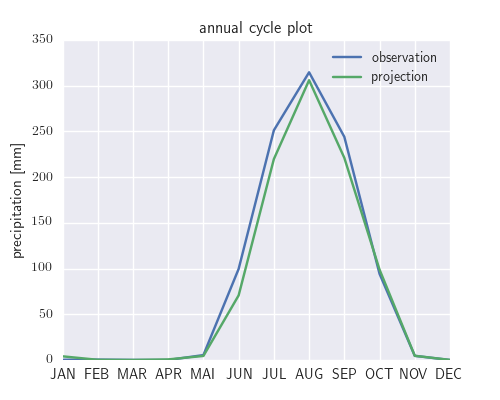 annual cycle plot
350
300
250
200
150
100
50
0
precipitation [mm]
observation
projection
JAN FEB MAR APR MAI JUN JUL AUG SEP OCT NOV DEC